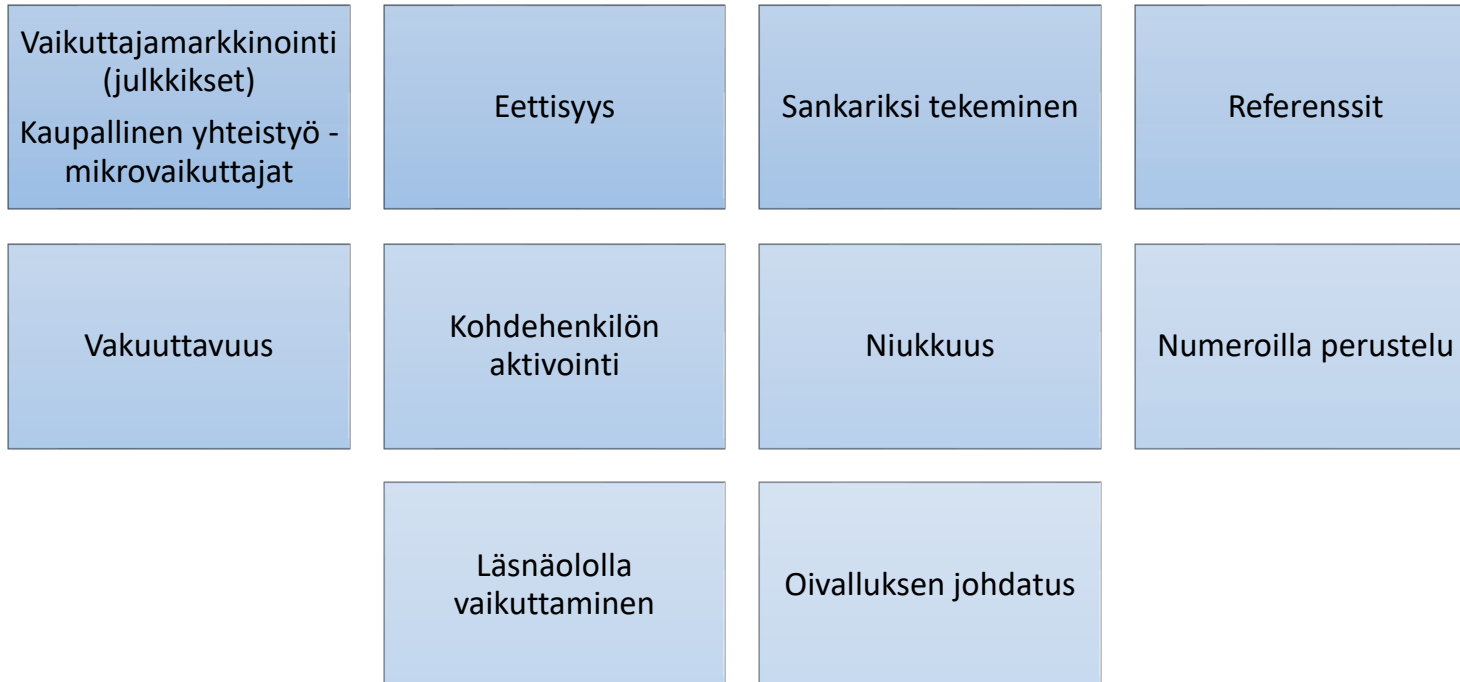 Vaikuttajamarkkinointi
(julkkikset)
Kaupallinen yhteistyö -
mikrovaikuttajat
Eettisyys
Sankariksi tekeminen
Referenssit
Vakuuttavuus
Kohdehenkilön
aktivointi
Niukkuus
Numeroilla perustelu
Läsnäololla
vaikuttaminen
Oivalluksen johdatus